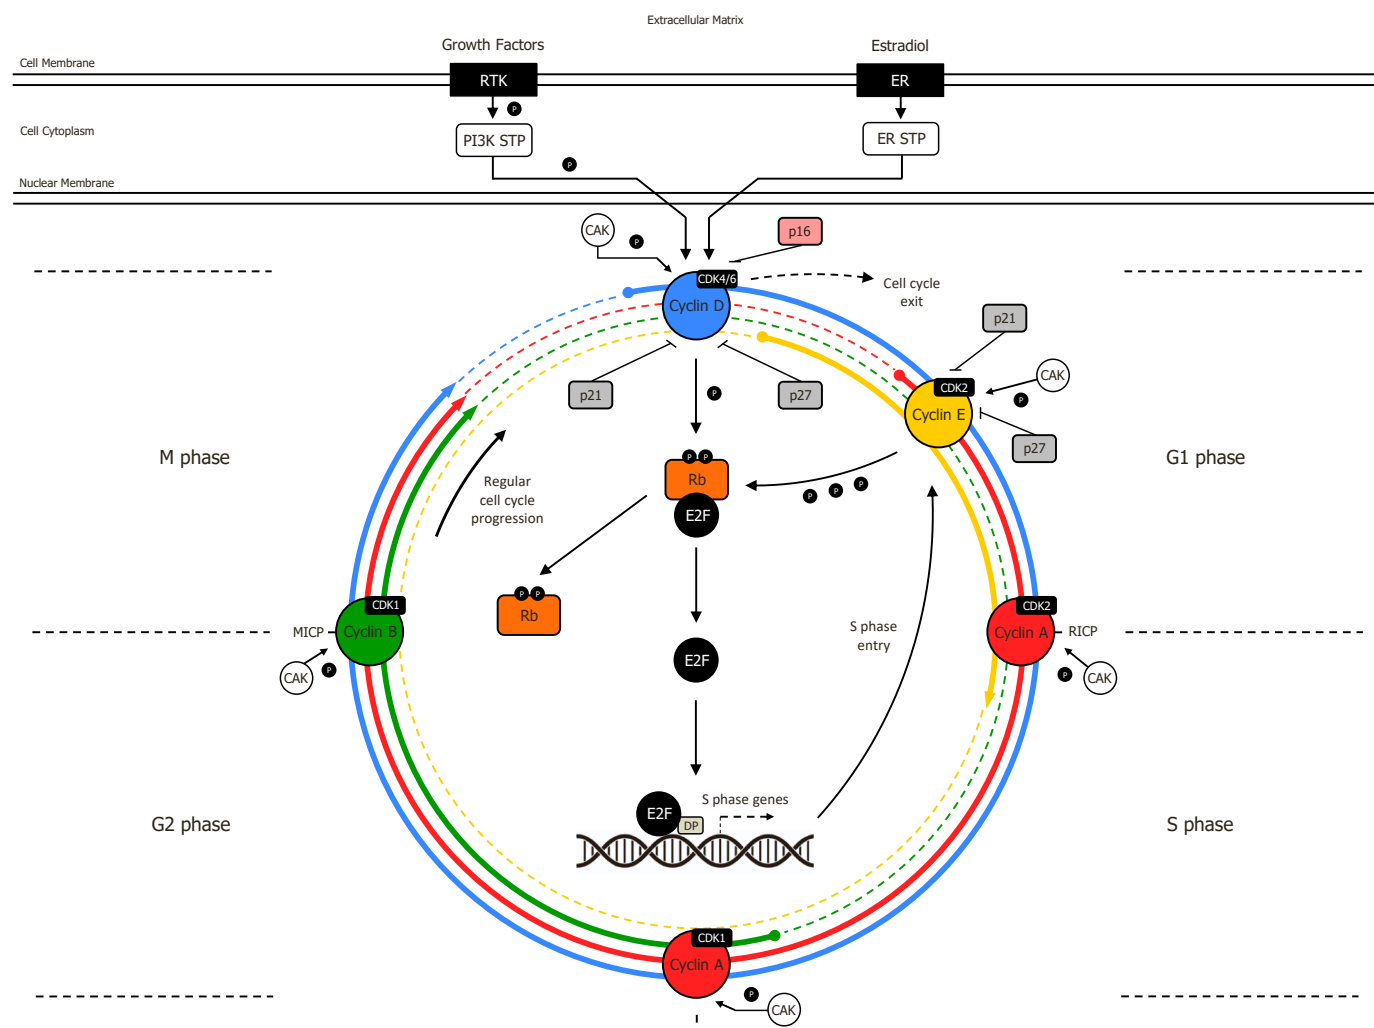 Extracellular Matrix
Growth Factors
Estradiol
Cell Membrane
RTK
ER
P
Cell Cytoplasm
PI3K STP
ER STP
P
Nuclear Membrane
CAK
P
p16
CDK4/6
Cyclin D
Cell cycle
exit
p21
CAK
CDK2
P
Cyclin E
p21
p27
P
p27
M phase
G1 phase
P P
Rb
E2F
P P P
Regular
cell cycle
progression
P P
Rb
CDK1
Cyclin B
MICP
CAK
P
S phase
entry
CDK2
Cyclin A
RICP
P
CAK
E2F
G2 phase
S phase
S phase genes
E2F
DP
CDK1
Cyclin A
P
CAK